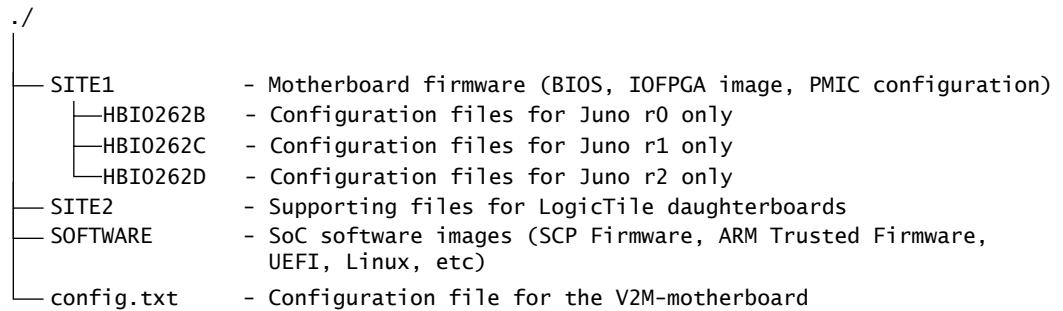 ./
SITE1 - Motherboard firmware (BIOS, IOFPGA image, PMIC configuration)
HBI0262B - Configuration files for Juno r0 only
HBI0262C - Configuration files for Juno r1 only
HBI0262D - Configuration files for Juno r2 only
SITE2 - Supporting files for LogicTile daughterboards
SOFTWARE - SoC software images (SCP Firmware, ARM Trusted Firmware,
UEFI, Linux, etc)
config.txt - Configuration file for the V2M-motherboard